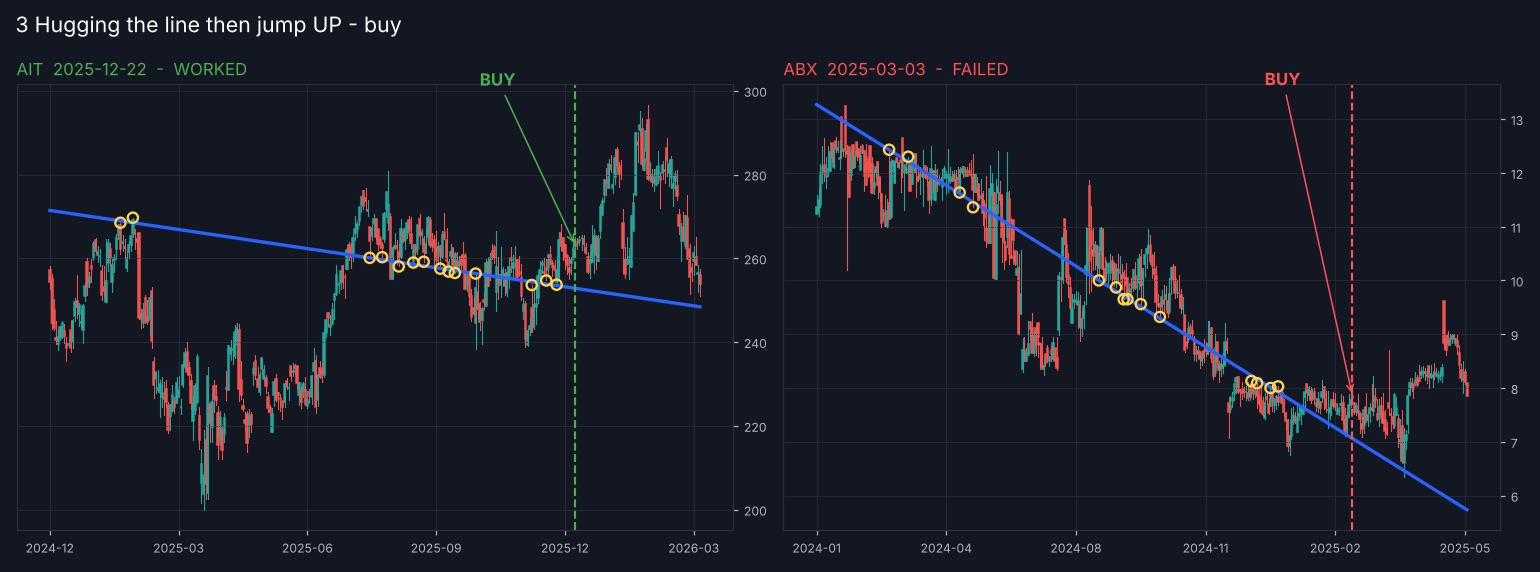 3 Hugging the line then jump UP - buy
AIT 2025-12-22 - WORKED
BUY
300
280
260
240
220
200
2024-12 2025-03 2025-06 2025-09 2025-12 2026-03
ABX 2025-03-03 - FAILED
BUY
13
12
11
10
9
8
7
6
2024-01 2024-04 2024-08 2024-11 2025-02 2025-05